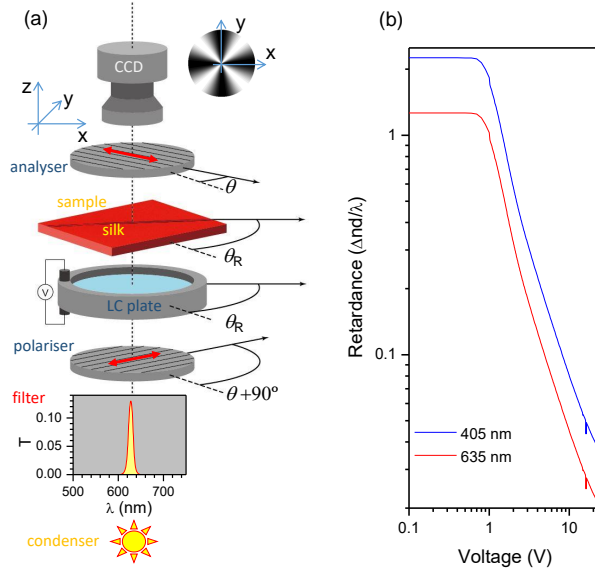 (a)
y
x
CCD
z
y
x
analyser
θ
sample
silk
θR
V
LC plate
θR
polariser
θ+90º
filter
T
0.10
0.05
0.00
500 600 700
λ (nm)
condenser
(b)
Retardance (Δnd/λ)
1
0.1
405 nm
635 nm
0.1 1 10
Voltage (V)